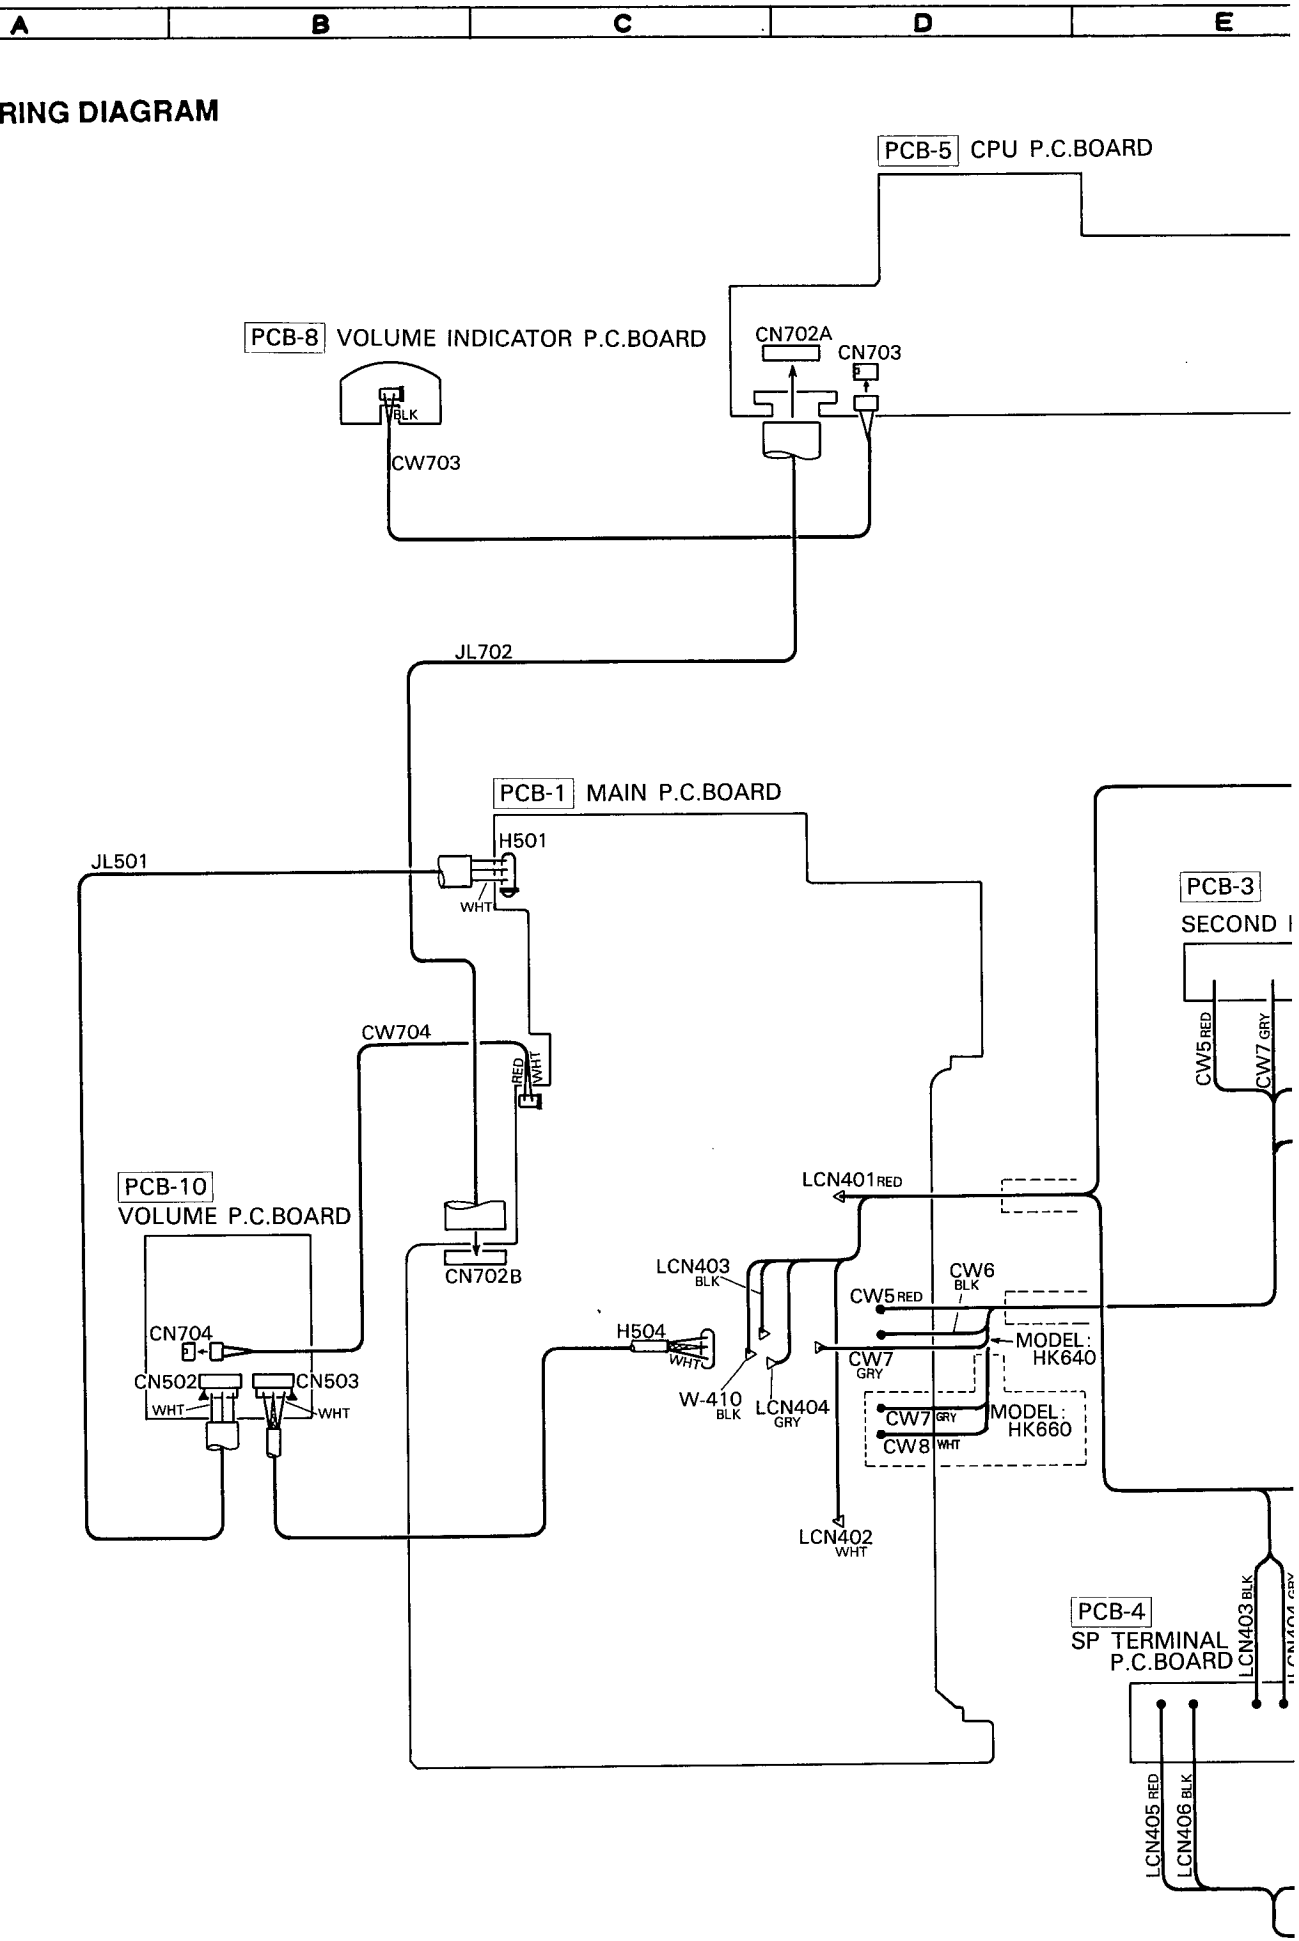 A B C D E
RING DIAGRAM
PCB-5 CPU P.C.BOARD
PCB-8 VOLUME INDICATOR P.C.BOARD
CN702A
CN703
BLK
CW703
JL702
PCB-1 MAIN P.C.BOARD
H501
JL501
WHT
PCB-3
SECOND
CW5 RED
CW7 GRY
CW704
RED
WHT
PCB-10
VOLUME P.C.BOARD
LCN401 RED
CN702B
LCN403
BLK
CW6
BLK
CW5 RED
CN704
H504
WHT
MODEL:
HK640
CW7
GRY
CN502
CN503
WHT
WHT
W-410
BLK
LCN404
GRY
CW7 GRY
MODEL:
HK660
CW8 WHT
LCN402
WHT
PCB-4
SP TERMINAL
P.C.BOARD
LCN403 BLK
LCN404 GRY
LCN405 RED
LCN406 BLK